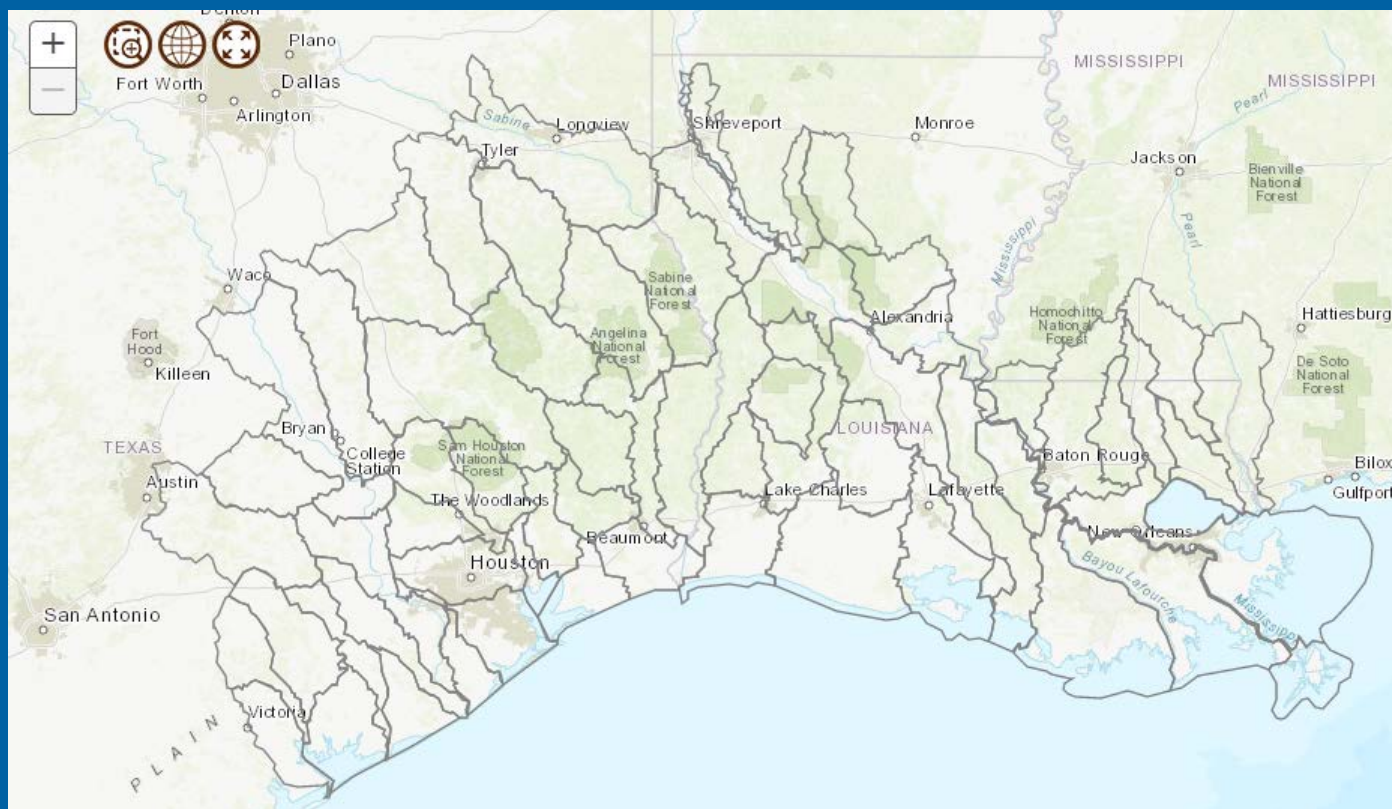 Denton
+
−
Plano
Fort Worth
Dallas
Arlington
MISSISSIPPI
MISSISSIPPI
Pearl
Sabine
Longview
Shreveport
Monroe
Tyler
Jackson
Bienville
National
Forest
Pearl
Mississippi
Waco
Sabine
National
Forest
Fort
Hood
Killeen
Angelina
National
Forest
Alexandria
Homochitto
National
Forest
Hattiesburg
De Soto
National
Forest
TEXAS
Bryan
College
Station
Sam Houston
National
Forest
LOUISIANA
Baton Rouge
Biloxi
Gulfport
Austin
The Woodlands
Lake Charles
Lafayette
Beaumont
New Orleans
Houston
Bayou Lafourche
Mississippi
San Antonio
Victoria
PLAIN